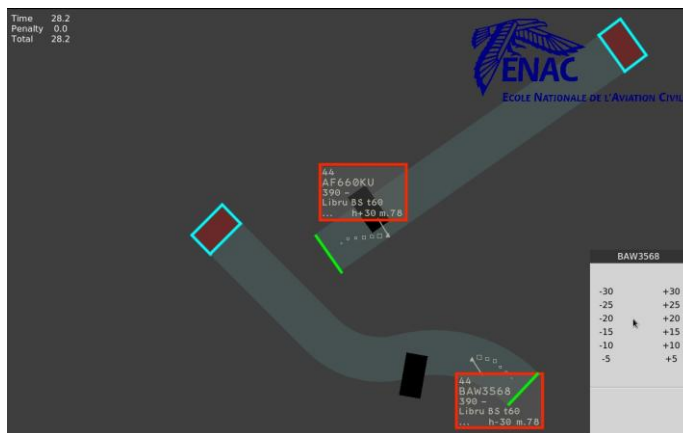 Time 28.2
Penalty 0.0
Total 28.2
ENAC
ECOLE NATIONALE DE L'AVIATION CIVIL
44
AF660KU
390 –
Libru BS t60
... h+30 m.78
BAW3568
-30 +30
-25 +25
-20 +20
-15 +15
-10 +10
-5 +5
44
BAW3568
390 –
Libru BS t60
... h-30 m.78